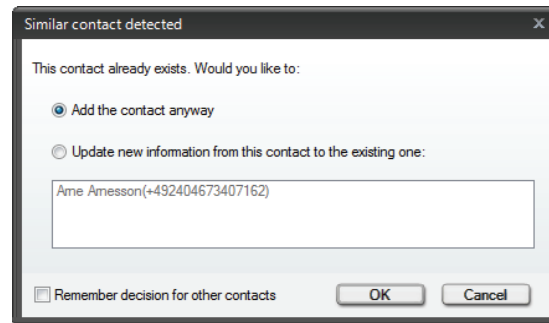 Similar contact detected
x
This contact already exists. Would you like to:
Add the contact anyway
Update new information from this contact to the existing one:
Arne Arnesson(+492404673407162)
Remember decision for other contacts
OK
Cancel